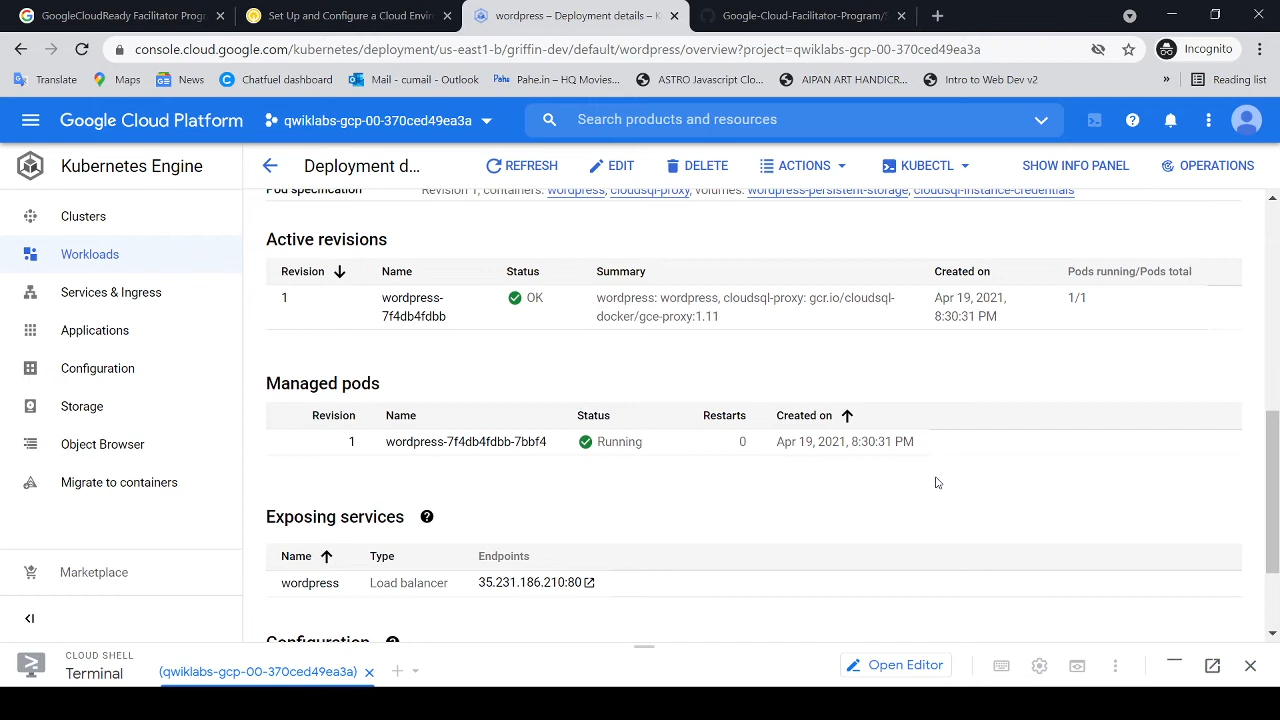 GoogleCloudReady Facilitator Progr
Set Up and Configure a Cloud Envir
wordpress – Deployment details – K
Google-Cloud-Facilitator-Program/S
console.cloud.google.com/kubernetes/deployment/us-east1-b/griffin-dev/default/wordpress/overview?project=qwiklabs-gcp-00-370ced49ea3a
Incognito
Translate
Maps
News
Chatfuel dashboard
Mail - cumail - Outlook
Pahe.in – HQ Movies...
ASTRO Javascript Clo...
AIPAN ART HANDICR...
Intro to Web Dev v2
»
Reading list
Google Cloud Platform
qwiklabs-gcp-00-370ced49ea3a
Search products and resources
Kubernetes Engine
Deployment d...
REFRESH
EDIT
DELETE
ACTIONS
KUBECTL
SHOW INFO PANEL
OPERATIONS
Clusters
Workloads
Services & Ingress
Applications
Configuration
Storage
Object Browser
Migrate to containers
Marketplace
Pod specification
Revision 1, containers: wordpress, cloudsql-proxy, volumes: wordpress-persistent-storage, cloudsql-instance-credentials
Active revisions
Revision Name Status Summary Created on Pods running/Pods total
1 wordpress- OK wordpress: wordpress, cloudsql-proxy: gcr.io/cloudsql- Apr 19, 2021, 1/1
7f4db4fdbb docker/gce-proxy:1.11 8:30:31 PM
Managed pods
Revision Name Status Restarts Created on
1 wordpress-7f4db4fdbb-7bbf4 Running 0 Apr 19, 2021, 8:30:31 PM
Exposing services
Name Type Endpoints
wordpress Load balancer 35.231.186.210:80
Configuration
CLOUD SHELL
Terminal
(qwiklabs-gcp-00-370ced49ea3a)
Open Editor